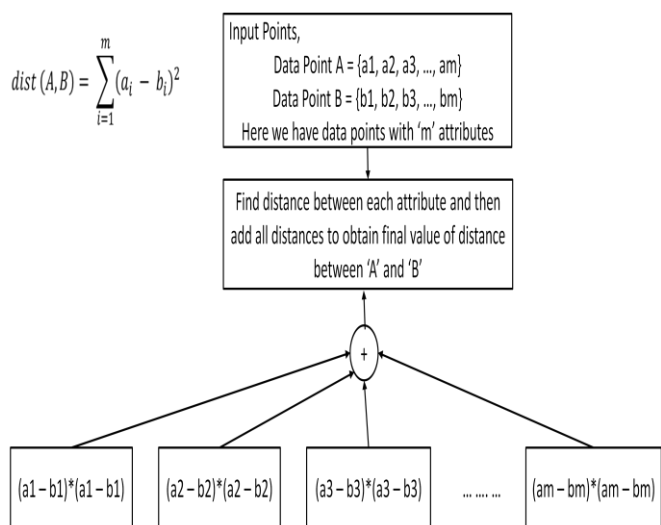 dist (A,B) = ∑_{i=1}^{m} (a_i − b_i)^2
Input Points,
Data Point A = {a1, a2, a3, ..., am}
Data Point B = {b1, b2, b3, ..., bm}
Here we have data points with ‘m’ attributes
Find distance between each attribute and then
add all distances to obtain final value of distance
between ‘A’ and ‘B’
+
(a1 – b1)*(a1 – b1)
(a2 – b2)*(a2 – b2)
(a3 – b3)*(a3 – b3)
... .... ...
(am – bm)*(am – bm)